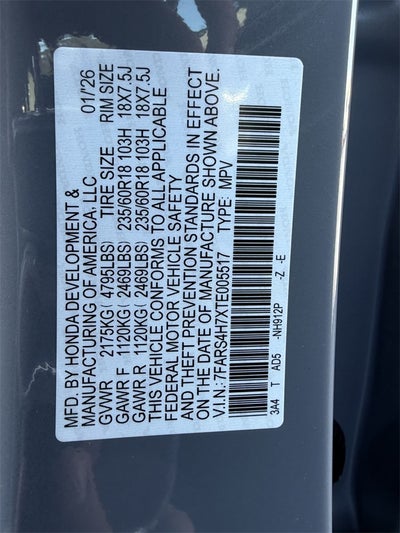 MFD. BY HONDA DEVELOPMENT & 01/'26
MANUFACTURING OF AMERICA, LLC
TIRE SIZE RIM SIZE
GVWR 2175KG ( 4795LBS)
GAWR F 1120KG ( 2469LBS) 235/60R18 103H 18X7.5J
GAWR R 1120KG ( 2469LBS) 235/60R18 103H 18X7.5J
THIS VEHICLE CONFORMS TO ALL APPLICABLE
FEDERAL MOTOR VEHICLE SAFETY
AND THEFT PREVENTION STANDARDS IN EFFECT
ON THE DATE OF MANUFACTURE SHOWN ABOVE.
V.I.N.: 7FARS4H7XTE005517 TYPE: MPV
3A4 T AD5 -NH912P -Z -E